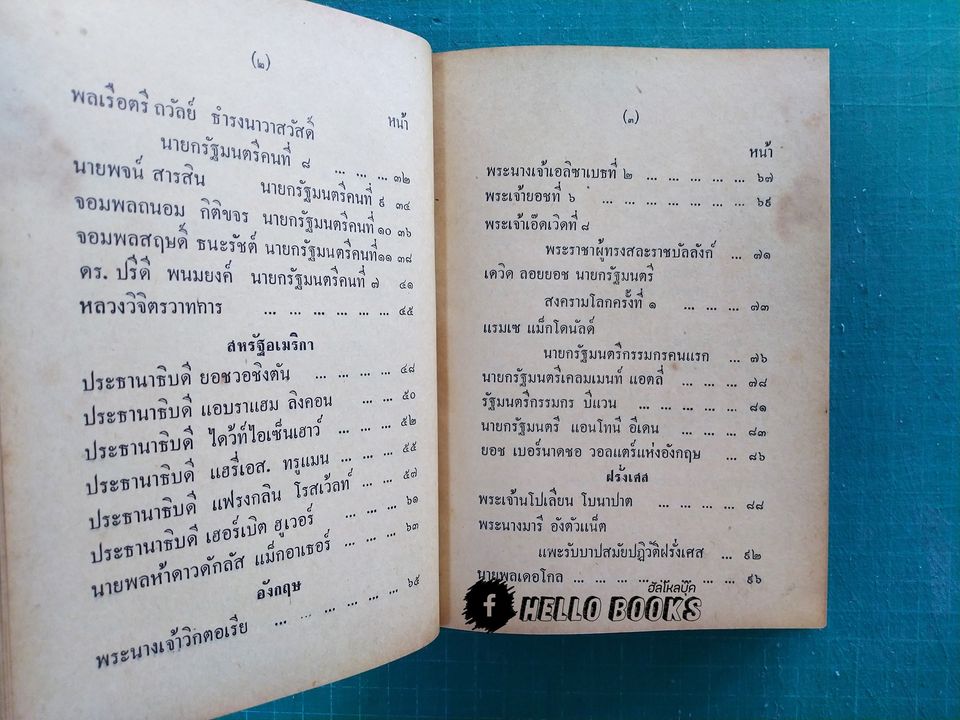 (๒)
หน้า
พลเรือตรี ถวัลย์ ธำรงนาวาสวัสดิ์
นายกรัฐมนตรีคนที่ ๘ ... ... ... ๓๒
นายพจน์ สารสิน นายกรัฐมนตรีคนที่ ๙ ๓๔
จอมพลถนอม กิติขจร นายกรัฐมนตรีคนที่ ๑๐ ๓๖
จอมพลสฤษดิ์ ธนะรัชต์ นายกรัฐมนตรีคนที่๑๑ ๓๘
ดร. ปรีดี พนมยงค์ นายกรัฐมนตรีคนที่ ๗ ๔๑
หลวงวิจิตรวาทการ ... ... ... ... ... ... ๔๕
สหรัฐอเมริกา
ประธานาธิบดี ยอชวอชิงตัน ... ... ... ... ๔๘
ประธานาธิบดี แอบราแฮม ลิงคอน ... ... ๕๐
ประธานาธิบดี ไดว้ท์ไอเซ็นเฮาว์ ... ... ... ๕๒
ประธานาธิบดี แฮรี่เอส. ทรูแมน ... ... ... ๕๕
ประธานาธิบดี แฟรงกลิน โรสเว้ลท์ ... ... ๕๗
ประธานาธิบดี เฮอร์เบิต ฮูเวอร์ ... ... ... ๖๑
นายพลห้าดาวดักลัส แม็กอาเธอร์ ... ... ... ๖๓
อังกฤษ
พระนางเจ้าวิกตอเรีย ... ... ... ... ... ๖๕
(๓)
หน้า
พระนางเจ้าเอลิซาเบธที่ ๒ ... ... ... ... ... ๖๗
พระเจ้ายอชที่ ๖ ... ... ... ... ... ... ... ๖๙
พระเจ้าเอ๊ดเวิดที่ ๘
พระราชาผู้ทรงสละราชบัลลังก์ ... ๗๑
เดวิด ลอยยอช นายกรัฐมนตรี
สงครามโลกครั้งที่ ๑ ... ... ... ๗๓
แรมเซ แม็กโดนัลด์
นายกรัฐมนตรีกรรมกรคนแรก ... ๗๖
นายกรัฐมนตรีเคลมเมนท์ แอตลี่ ... ... ... ๗๘
รัฐมนตรีกรรมกร บีแวน ... ... ... ... ... ๘๑
นายกรัฐมนตรี แอนโทนี่ อีเดน ... ... ... ๘๓
ยอช เบอร์นาดชอ วอลแตร์แห่งอังกฤษ ... ๘๖
ฝรั่งเศส
พระเจ้านโปเลียน โบนาปาต ... ... ... ... ๘๘
พระนางมารี อังตัวแน็ต
แพะรับบาปสมัยปฏิวัติฝรั่งเศส ... ๙๒
นายพลเดอโกล ... ... ... ... ... ... ... ... ๙๖
ฮัลโหลบุ๊ค
f HELLO BOOKS